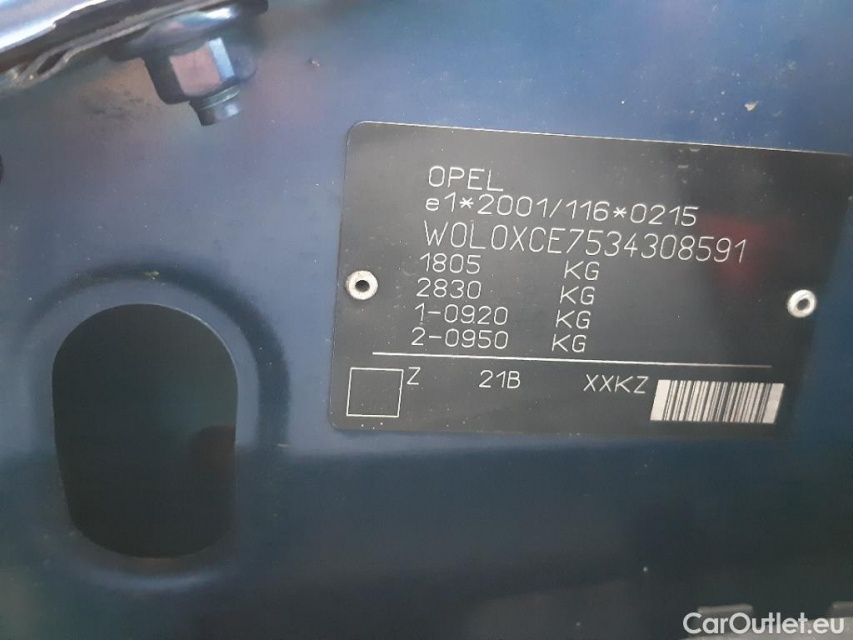 OPEL
e1*2001/116*0215
W0L0XCE7534308591
1805 KG
2830 KG
1-0920 KG
2-0950 KG
Z 21B XXKZ
CarOutlet.eu